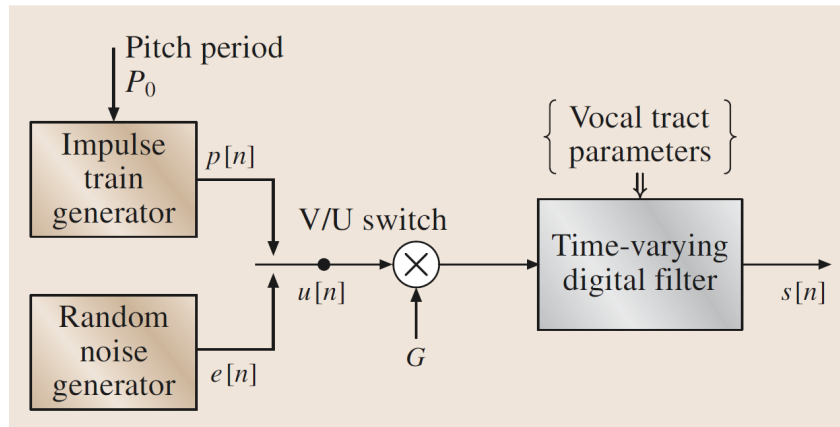 Pitch period
P₀
Impulse
train
generator
p[n]
V/U switch
u[n]
G
Random
noise
generator
e[n]
Vocal tract
parameters
Time-varying
digital filter
s[n]